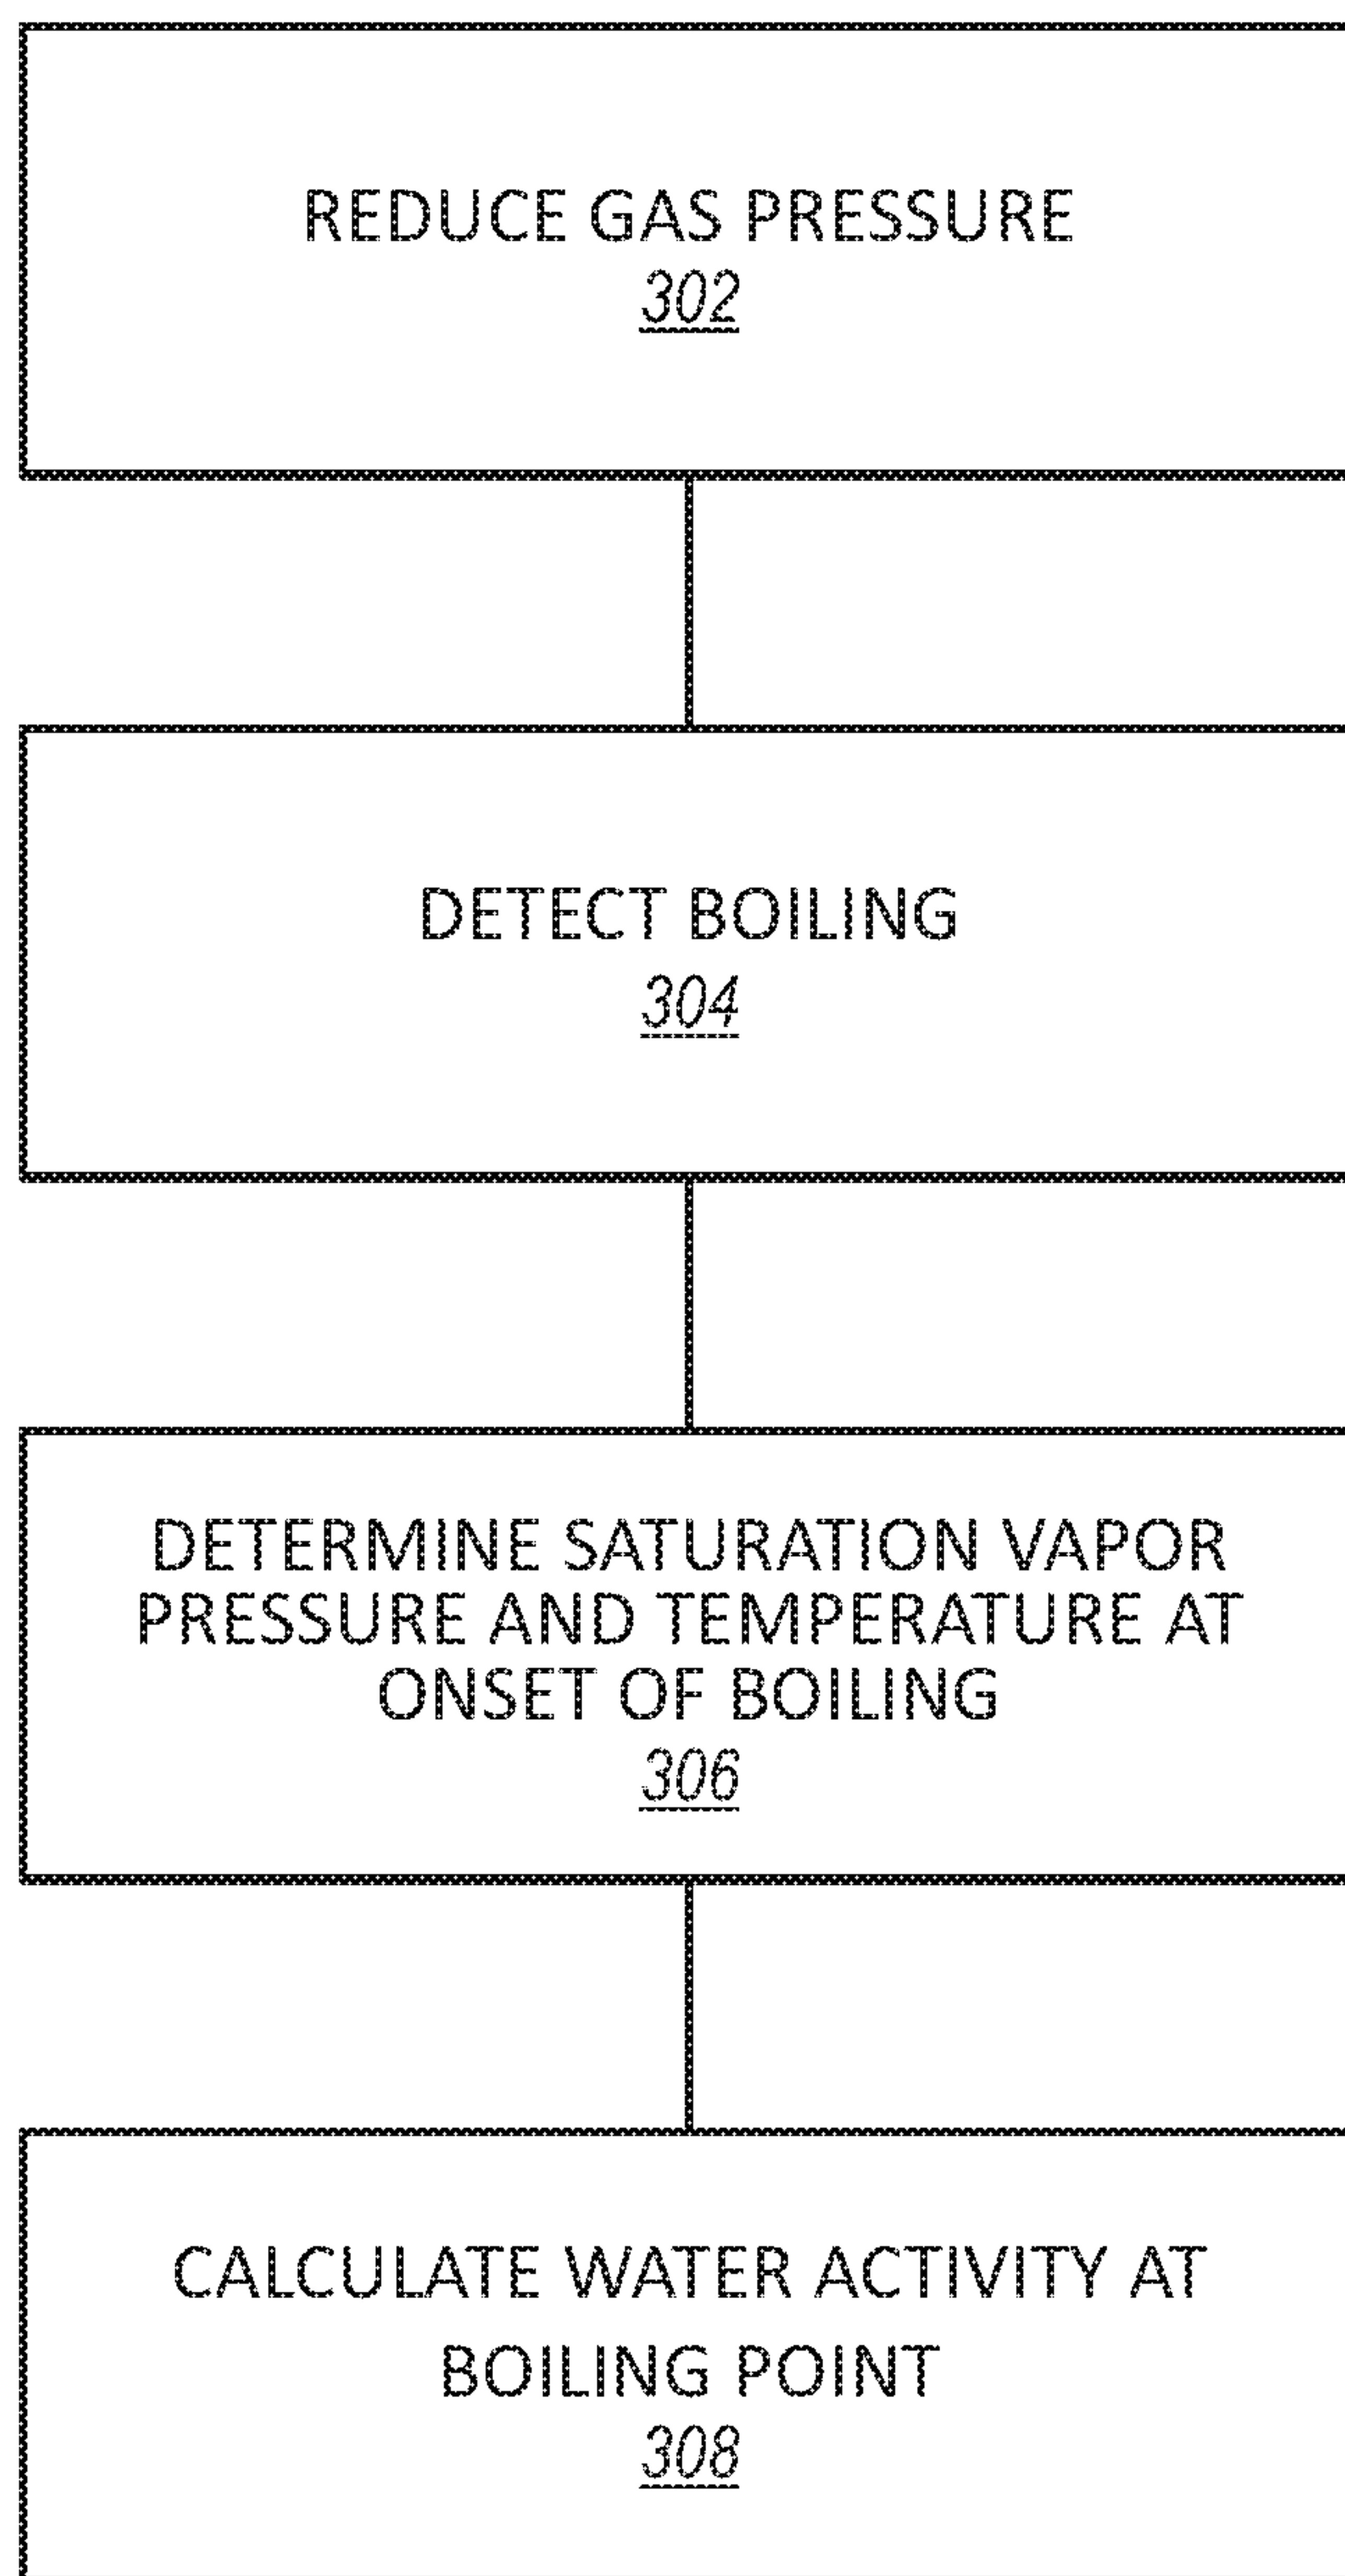 REDUCE GAS PRESSURE
302
DETECT BOILING
304
DETERMINE SATURATION VAPOR
PRESSURE AND TEMPERATURE AT
ONSET OF BOILING
306
CALCULATE WATER ACTIVITY AT
BOILING POINT
308